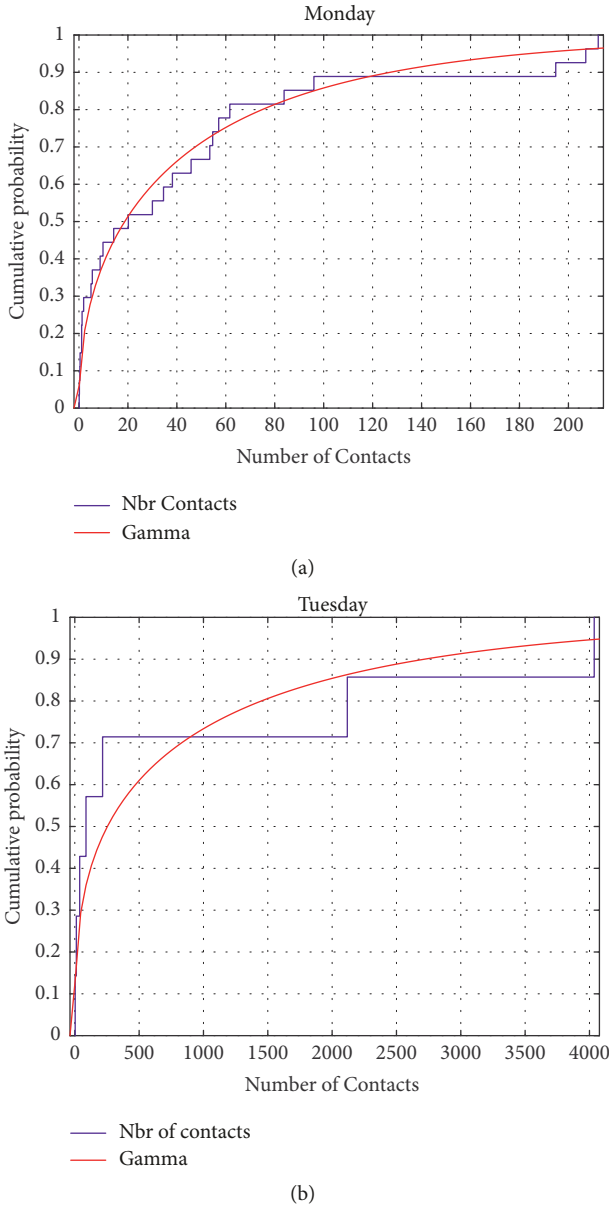 Monday
1
0.9
0.8
0.7
0.6
0.5
0.4
0.3
0.2
0.1
0
Cumulative probability
0 20 40 60 80 100 120 140 160 180 200
Number of Contacts
Nbr Contacts
Gamma
(a)
Tuesday
1
0.9
0.8
0.7
0.6
0.5
0.4
0.3
0.2
0.1
0
Cumulative probability
0 500 1000 1500 2000 2500 3000 3500 4000
Number of Contacts
Nbr of contacts
Gamma
(b)